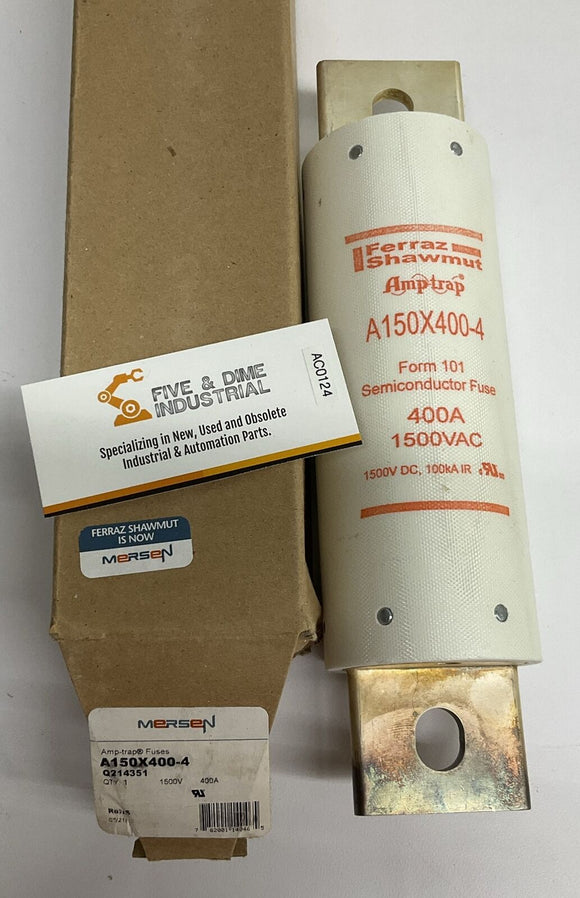 Ferraz
Shawmut
Amp-trap®
A150X400-4
Form 101
Semiconductor Fuse
400A
1500VAC
1500V DC, 100kA IR
FIVE & DIME
INDUSTRIAL
Specializing in New, Used and Obsolete
Industrial & Automation Parts.
AC0124
FERRAZ SHAWMUT
IS NOW
MERSEN
MERSEN
Amp-trap® Fuses
A150X400-4
Q214351
QTY 1 1500V 400A
RoHS